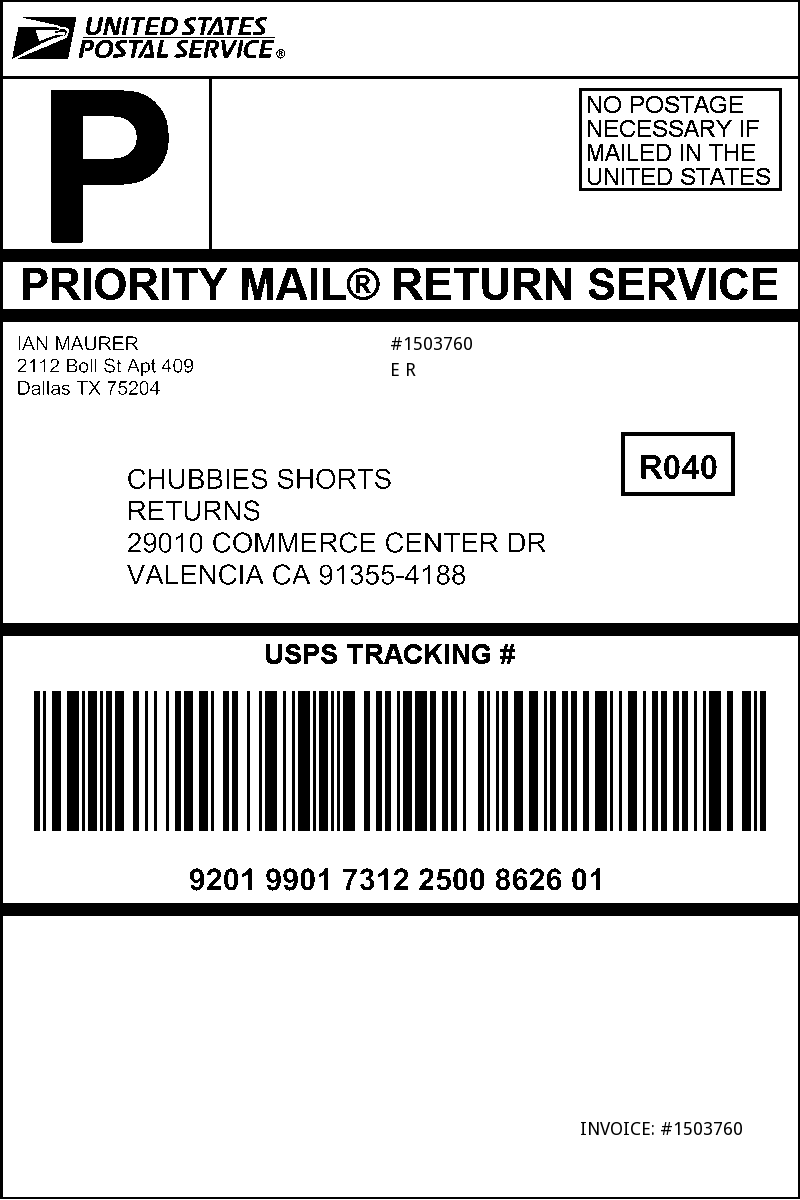 UNITED STATES
POSTAL SERVICE®
P
NO POSTAGE
NECESSARY IF
MAILED IN THE
UNITED STATES
PRIORITY MAIL® RETURN SERVICE
IAN MAURER
2112 Boll St Apt 409
Dallas TX 75204
#1503760
E R
R040
CHUBBIES SHORTS
RETURNS
29010 COMMERCE CENTER DR
VALENCIA CA 91355-4188
USPS TRACKING #
9201 9901 7312 2500 8626 01
INVOICE: #1503760